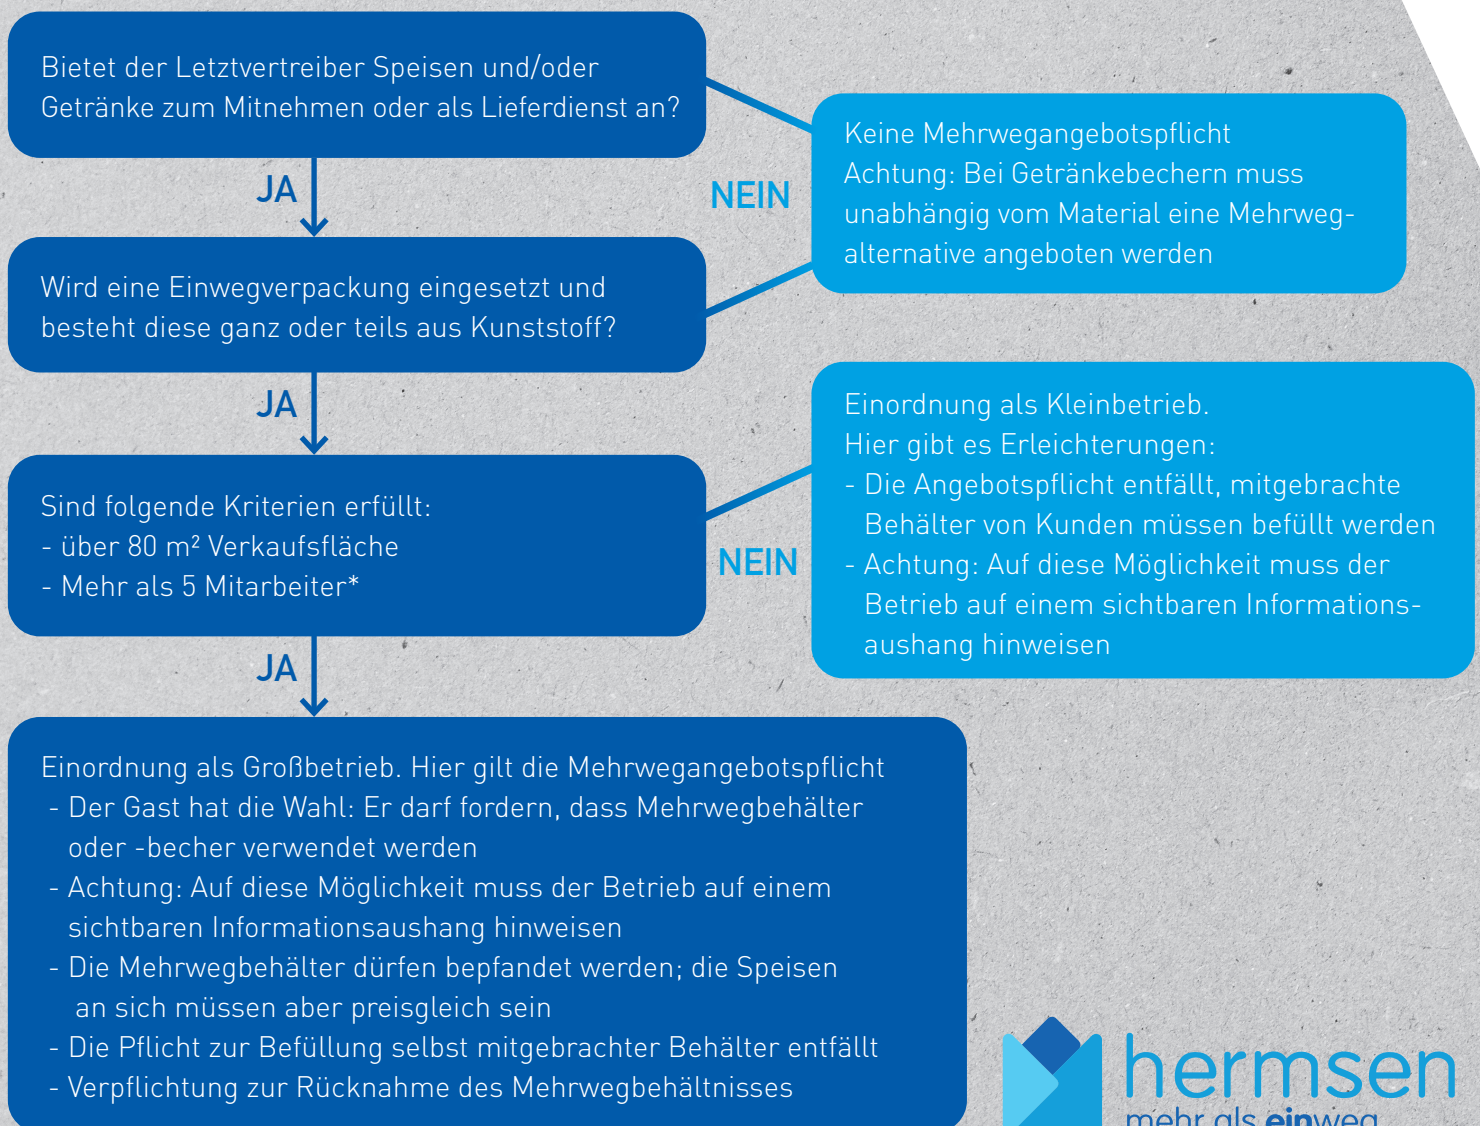 Bietet der Letztvertreiber Speisen und/oder
Getränke zum Mitnehmen oder als Lieferdienst an?
JA
NEIN
Keine Mehrwegangebotspflicht
Achtung: Bei Getränkebechern muss
unabhängig vom Material eine Mehrweg-
alternative angeboten werden
Wird eine Einwegverpackung eingesetzt und
besteht diese ganz oder teils aus Kunststoff?
JA
Sind folgende Kriterien erfüllt:
- über 80 m² Verkaufsfläche
- Mehr als 5 Mitarbeiter*
NEIN
Einordnung als Kleinbetrieb.
Hier gibt es Erleichterungen:
- Die Angebotspflicht entfällt, mitgebrachte
Behälter von Kunden müssen befüllt werden
- Achtung: Auf diese Möglichkeit muss der
Betrieb auf einem sichtbaren Informations-
aushang hinweisen
JA
Einordnung als Großbetrieb. Hier gilt die Mehrwegangebotspflicht
- Der Gast hat die Wahl: Er darf fordern, dass Mehrwegbehälter
oder -becher verwendet werden
- Achtung: Auf diese Möglichkeit muss der Betrieb auf einem
sichtbaren Informationsaushang hinweisen
- Die Mehrwegbehälter dürfen bepfandet werden; die Speisen
an sich müssen aber preisgleich sein
- Die Pflicht zur Befüllung selbst mitgebrachter Behälter entfällt
- Verpflichtung zur Rücknahme des Mehrwegbehältnisses
hermsen
mehr als einweg